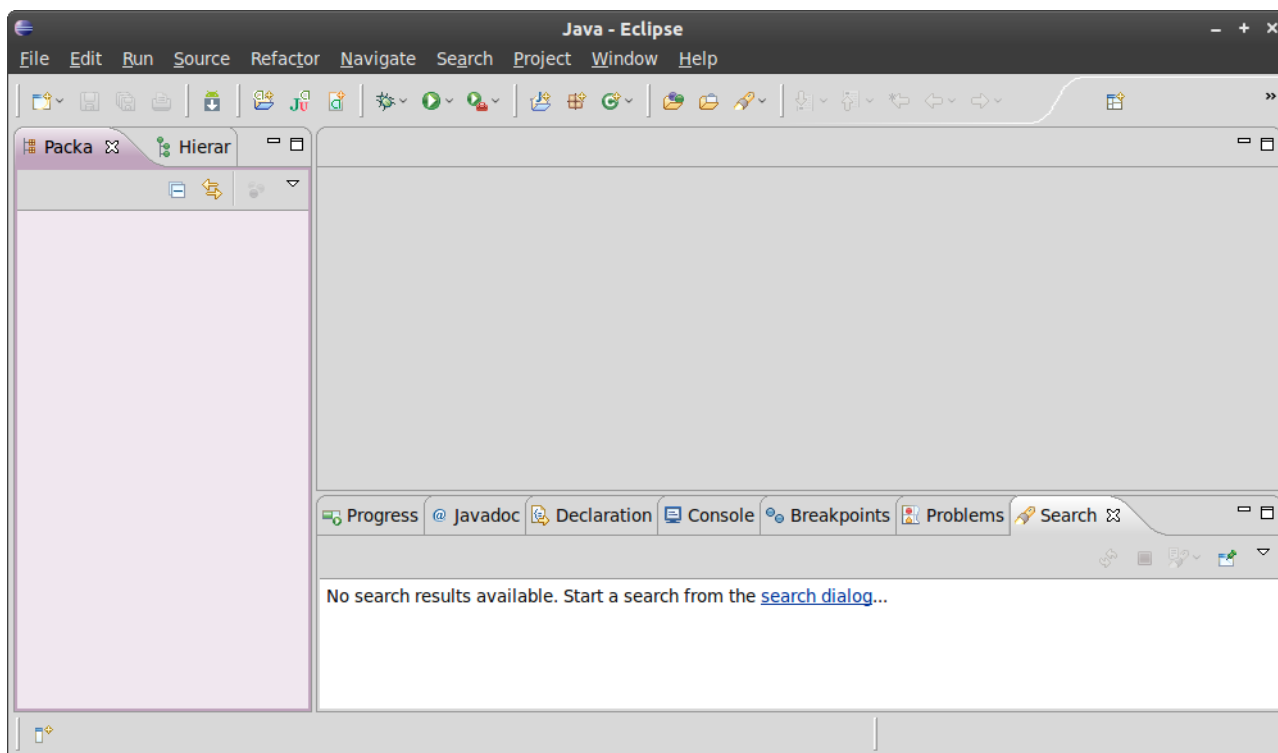 Java - Eclipse
File Edit Run Source Refactor Navigate Search Project Window Help
Packa Hierar
Progress @ Javadoc Declaration Console Breakpoints Problems Search
No search results available. Start a search from the search dialog...